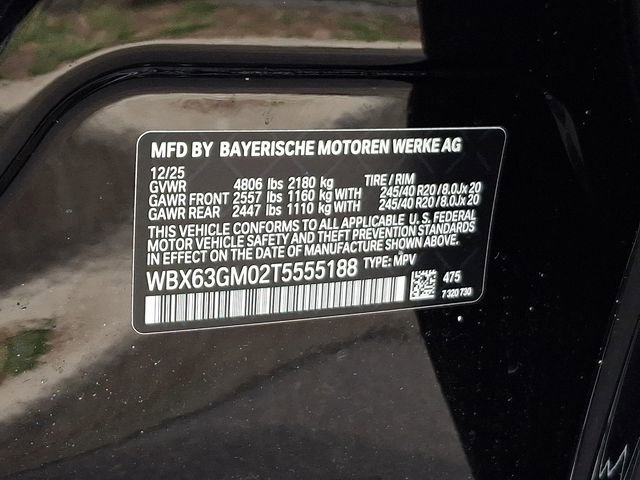 MFD BY BAYERISCHE MOTOREN WERKE AG
12/25
GVWR 4806 lbs 2180 kg TIRE / RIM
GAWR FRONT 2557 lbs 1160 kg WITH 245/40 R20 / 8.0Jx 20
GAWR REAR 2447 lbs 1110 kg WITH 245/40 R20 / 8.0Jx 20
THIS VEHICLE CONFORMS TO ALL APPLICABLE U.S. FEDERAL
MOTOR VEHICLE SAFETY AND THEFT PREVENTION STANDARDS
IN EFFECT ON THE DATE OF MANUFACTURE SHOWN ABOVE.
WBX63GM02T5555188 TYPE: MPV
475
7 320 730